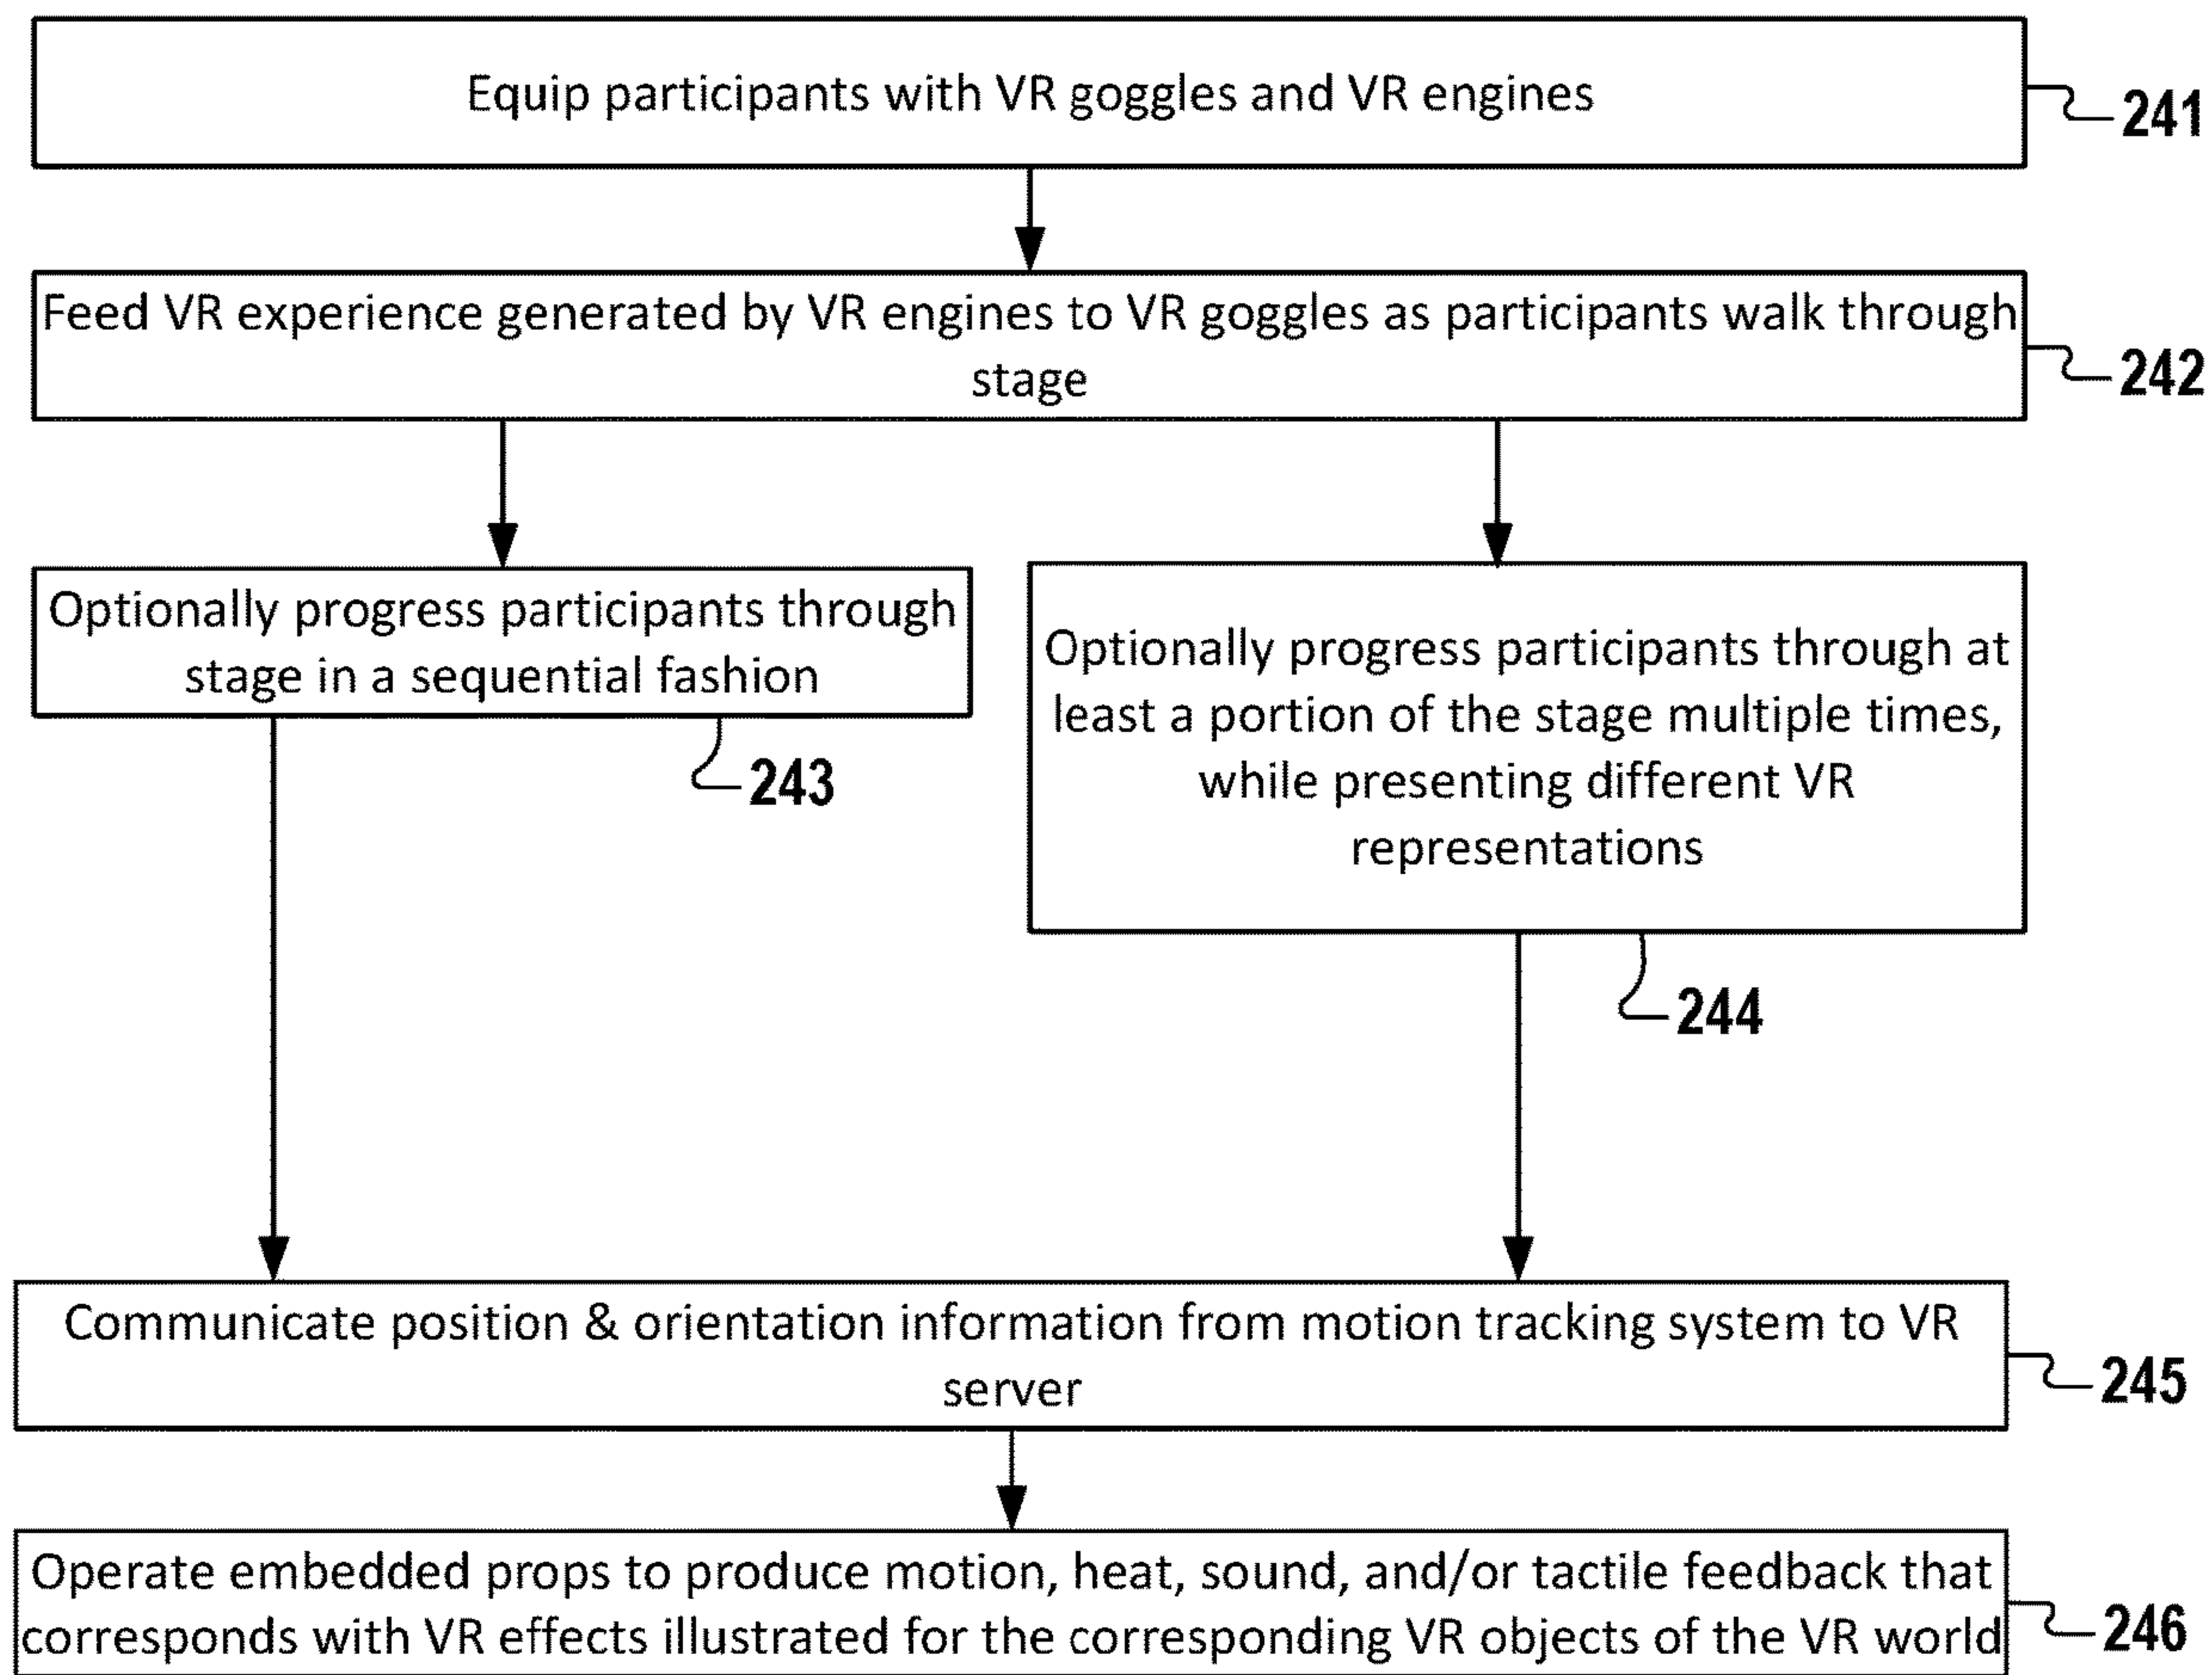 Equip participants with VR goggles and VR engines
241
Feed VR experience generated by VR engines to VR goggles as participants walk through
stage
242
Optionally progress participants through
stage in a sequential fashion
243
Optionally progress participants through at
least a portion of the stage multiple times,
while presenting different VR
representations
244
Communicate position & orientation information from motion tracking system to VR
server
245
Operate embedded props to produce motion, heat, sound, and/or tactile feedback that
corresponds with VR effects illustrated for the corresponding VR objects of the VR world
246